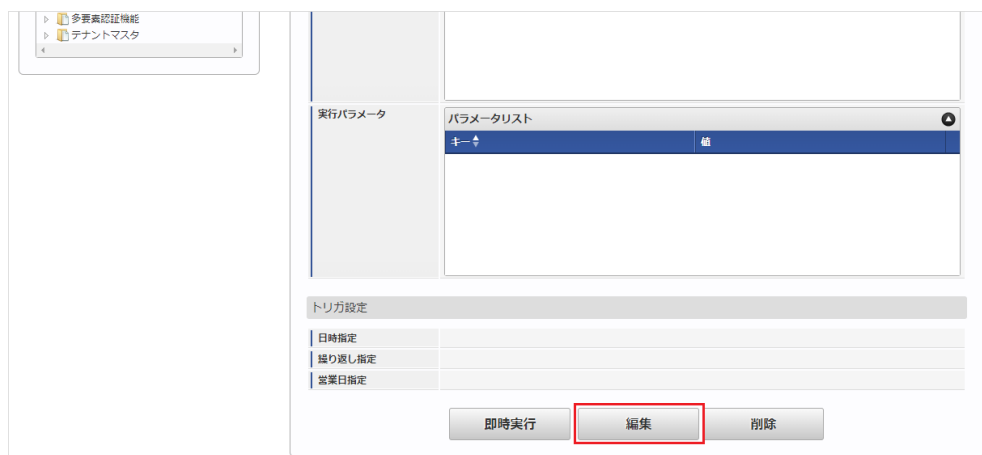 多要素認証機能
テナントマスタ
実行パラメータ
パラメータリスト
キー 値
トリガ設定
日時指定
繰り返し指定
営業日指定
即時実行 編集 削除